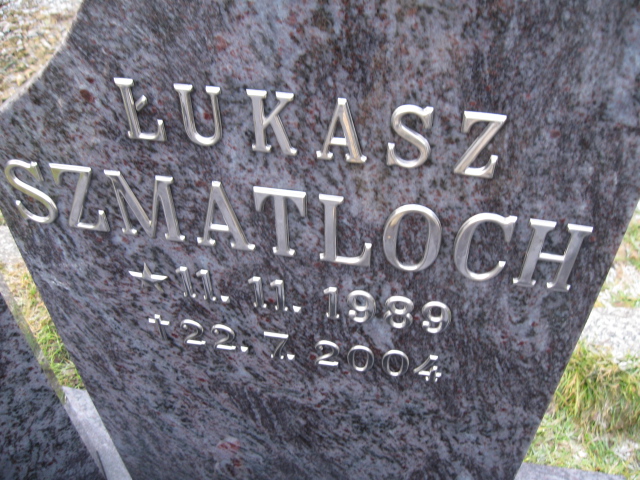 ŁUKASZ
SZMATLOCH
★ 11. 11. 1989
✝ 22. 7. 2004